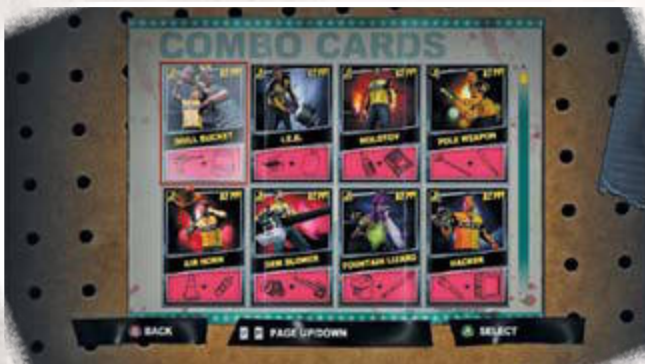 COMBO CARDS
DRILL BUCKET
I.E.D.
MOLOTOV
POLE WEAPON
AIR HORN
GEM BLOWER
FOUNTAIN LIZARD
HACKER
BACK
PAGE UP/DOWN
SELECT